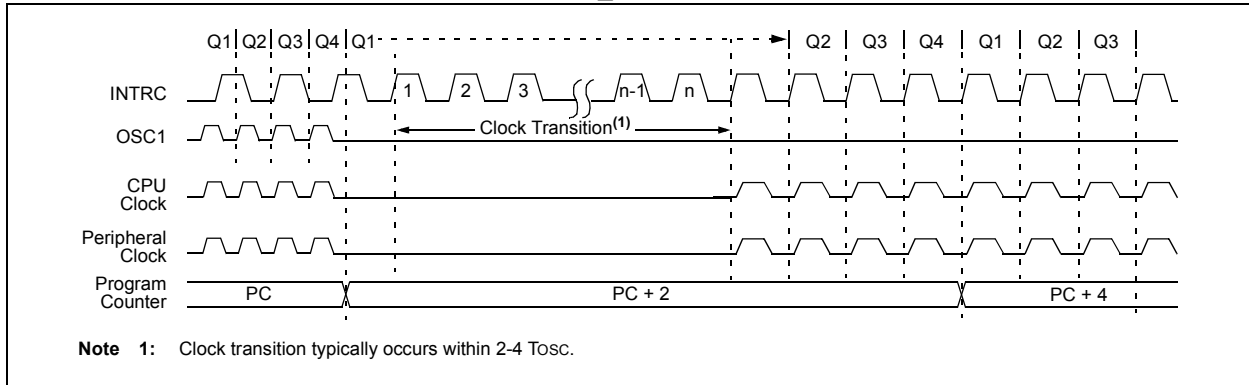 Q1 Q2 Q3 Q4 Q1 Q2 Q3 Q4 Q1 Q2 Q3
INTRC 1 2 3 n-1 n
Clock Transition(1)
OSC1
CPU
Clock
Peripheral
Clock
Program
Counter
PC PC + 2 PC + 4
Note 1: Clock transition typically occurs within 2-4 TOSC.